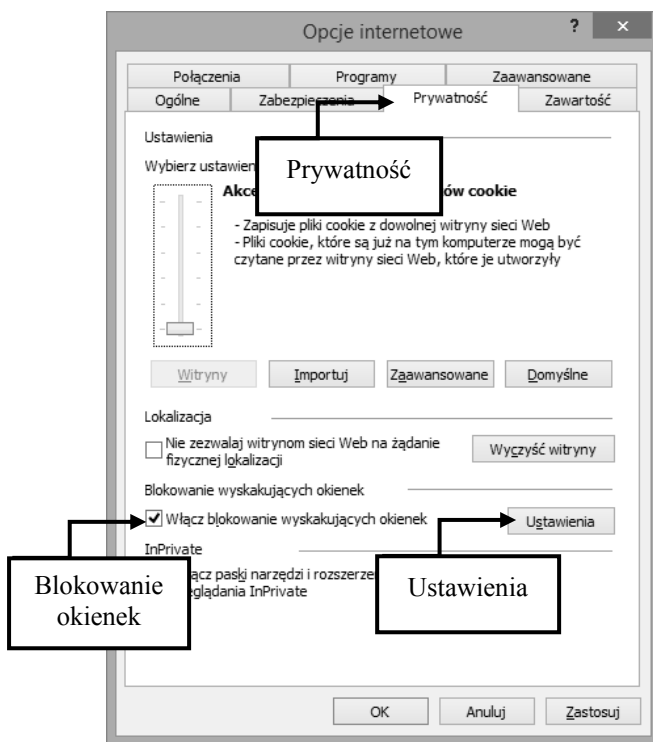 Opcje internetowe
? ×
Połączenia Programy Zaawansowane
Ogólne Zabezpieczenia Prywatność Zawartość
Ustawienia
Prywatność
Wybierz
cookie
- Zapisuje pliki cookie z dowolnej witryny sieci Web
- Pliki cookie, które są już na tym komputerze mogą być
czytane przez witryny sieci Web, które je utworzyły
Witryny Importuj Zaawansowane Domyślne
Lokalizacja
Nie zezwalaj witrynom sieci Web na żądanie
fizycznej lokalizacji
Wyczyść witryny
Blokowanie wyskakujących okienek
Włącz blokowanie wyskakujących okienek
Ustawienia
InPrivate
Blokowanie
okienek
paski narzędzi i
InPrivate
Ustawienia
OK Anuluj Zastosuj